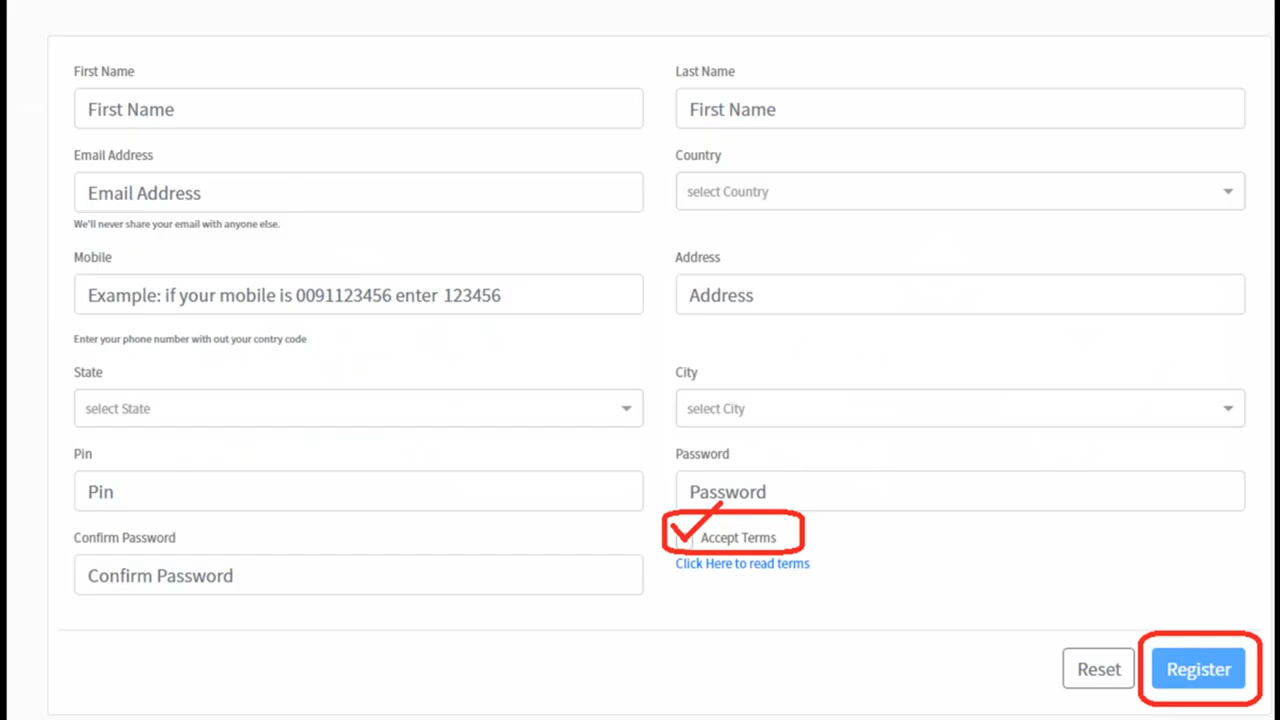 First Name
Last Name
First Name
First Name
Email Address
Country
Email Address
select Country
We'll never share your email with anyone else.
Mobile
Address
Example: if your mobile is 0091123456 enter 123456
Address
Enter your phone number with out your contry code
State
City
select State
select City
Pin
Password
Pin
Password
Confirm Password
Accept Terms
Click Here to read terms
Confirm Password
Reset
Register